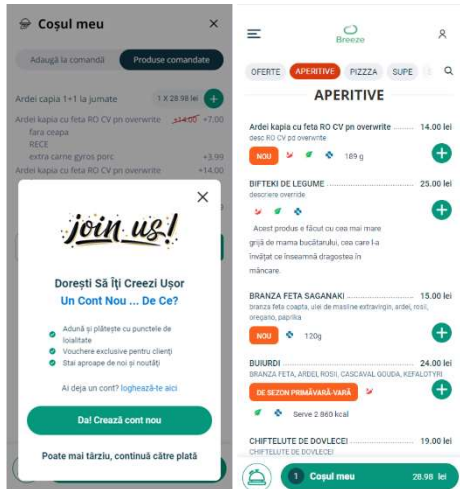 Coșul meu
Adaugă la comandă
Produse comandate
Ardei capia 1+1 la jumate
1 X 28.98 lei
Ardei kapia cu feta RO CV pn overwrite +14.00 +7.00
fara ceapa
RECE
extra carne gyros porc +3.99
Ardei kapia cu feta RO CV pn overwrite +14.00
join us!
Dorești Să Îți Creezi Ușor
Un Cont Nou ... De Ce?
Adună și plătește cu punctele de
loialitate
Vouchere exclusive pentru clienți
Stai aproape de noi și noutăți
Ai deja un cont? loghează-te aici
Da! Crează cont nou
Poate mai târziu, continuă către plată
Breeze
OFERTE
APERITIVE
PIZZZA
SUPE
APERITIVE
Ardei kapia cu feta RO CV pn overwrite 14.00 lei
desc RO pd overwrite
NOU
189 g
BIFTEKI DE LEGUME 25.00 lei
descriere override
Acest produs e făcut cu cea mai mare
grijă de mama bucătarului, cea care l-a
învățat ce înseamnă dragostea în
mâncare.
BRANZA FETA SAGANAKI 15.00 lei
branza feta coapta, ulei de masline extravirgin, ardei, rosii,
oregano, paprika
NOU
120g
BUIURDI 24.00 lei
BRANZA FETA, ARDEI, ROSII, CASCAVAL GOUDA, KEFALOTYRI
DE SEZON PRIMĂVARĂ-VARĂ
Serve 2 860 kcal
CHIFTELUTE DE DOVLECEI 19.00 lei
CHIFTELUTE DE DOVLECEI
1 Coșul meu 28.98 lei